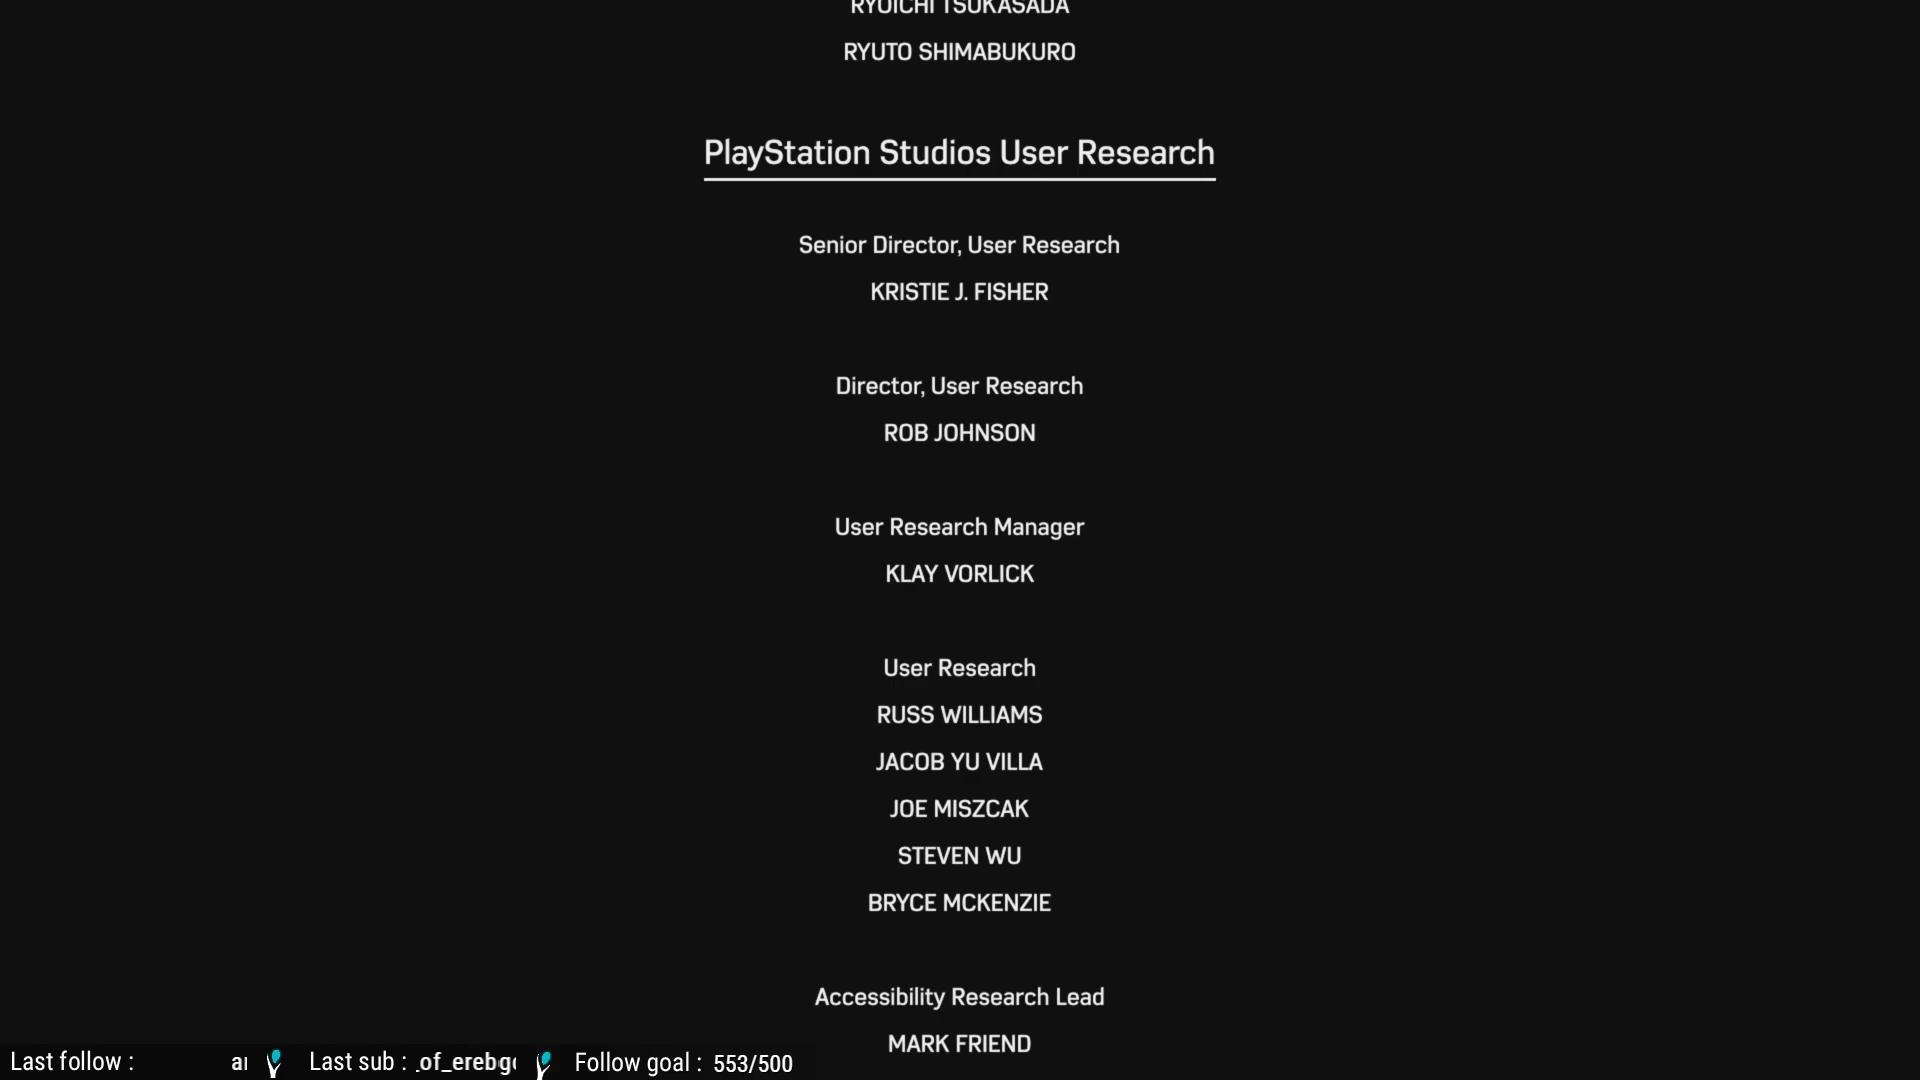 RYOICHI TSUKASADA
RYUTO SHIMABUKURO
PlayStation Studios User Research
Senior Director, User Research
KRISTIE J. FISHER
Director, User Research
ROB JOHNSON
User Research Manager
KLAY VORLICK
User Research
RUSS WILLIAMS
JACOB YU VILLA
JOE MISZCAK
STEVEN WU
BRYCE MCKENZIE
Accessibility Research Lead
MARK FRIEND
Last follow : Last sub : Follow goal : 553/500